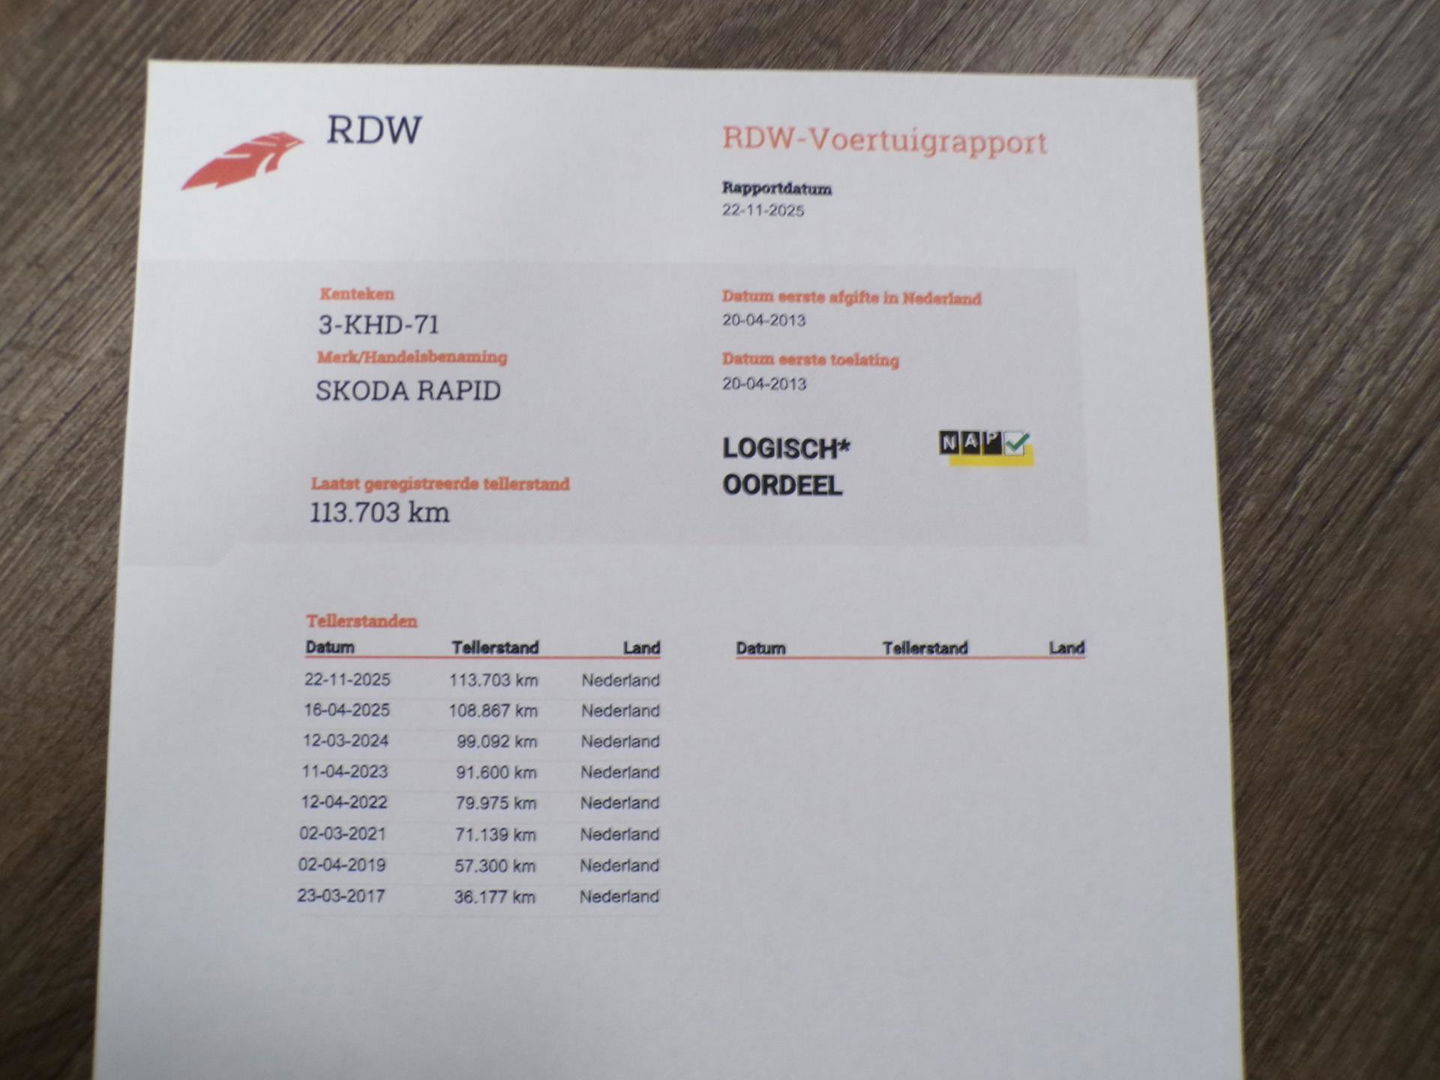 RDW
RDW-Voertuigrapport
Rapportdatum
22-11-2025
Kenteken
3-KHD-71
Merk/Handelsbenaming
SKODA RAPID
Laatst geregistreerde tellerstand
113.703 km
Datum eerste afgifte in Nederland
20-04-2013
Datum eerste toelating
20-04-2013
LOGISCH*
OORDEEL
NAP
Tellerstanden
Datum Tellerstand Land
22-11-2025 113.703 km Nederland
16-04-2025 108.867 km Nederland
12-03-2024 99.092 km Nederland
11-04-2023 91.600 km Nederland
12-04-2022 79.975 km Nederland
02-03-2021 71.139 km Nederland
02-04-2019 57.300 km Nederland
23-03-2017 36.177 km Nederland
Datum Tellerstand Land